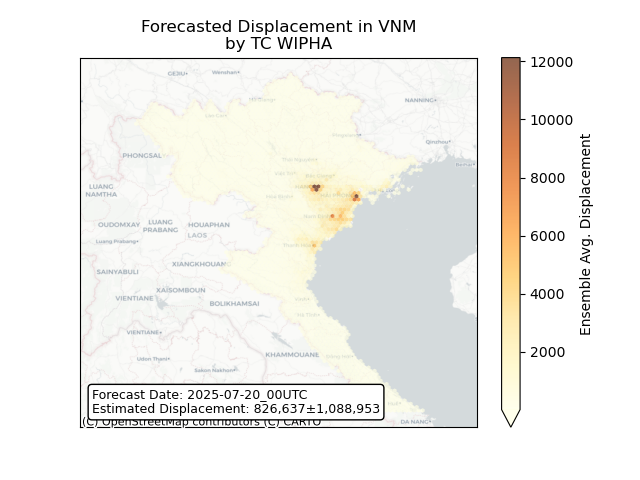 Forecasted Displacement in VNM
by TC WIPHA
GEJIU•
Wenshan•
NANNING•
Qinzhou•
PHONGSALI
LUANG
NAMTHA
OUDOMXAY
LUANG
PRABANG
HOUAPHAN
Luang Prabang•
LAOS
XIANGKHOUANG
SAINYABULI
XAISOMBOUN
VIENTIANE
BOLIKHAMSAI
VIENTIANE•
Udon Thani•
KHAMMOUANE
Sakon Nakhon•
DA NANG•
Forecast Date: 2025-07-20_00UTC
Estimated Displacement: 826,637±1,088,953
(C) OpenStreetMap contributors (C) CARTO
12000
10000
8000
6000
4000
2000
Ensemble Avg. Displacement